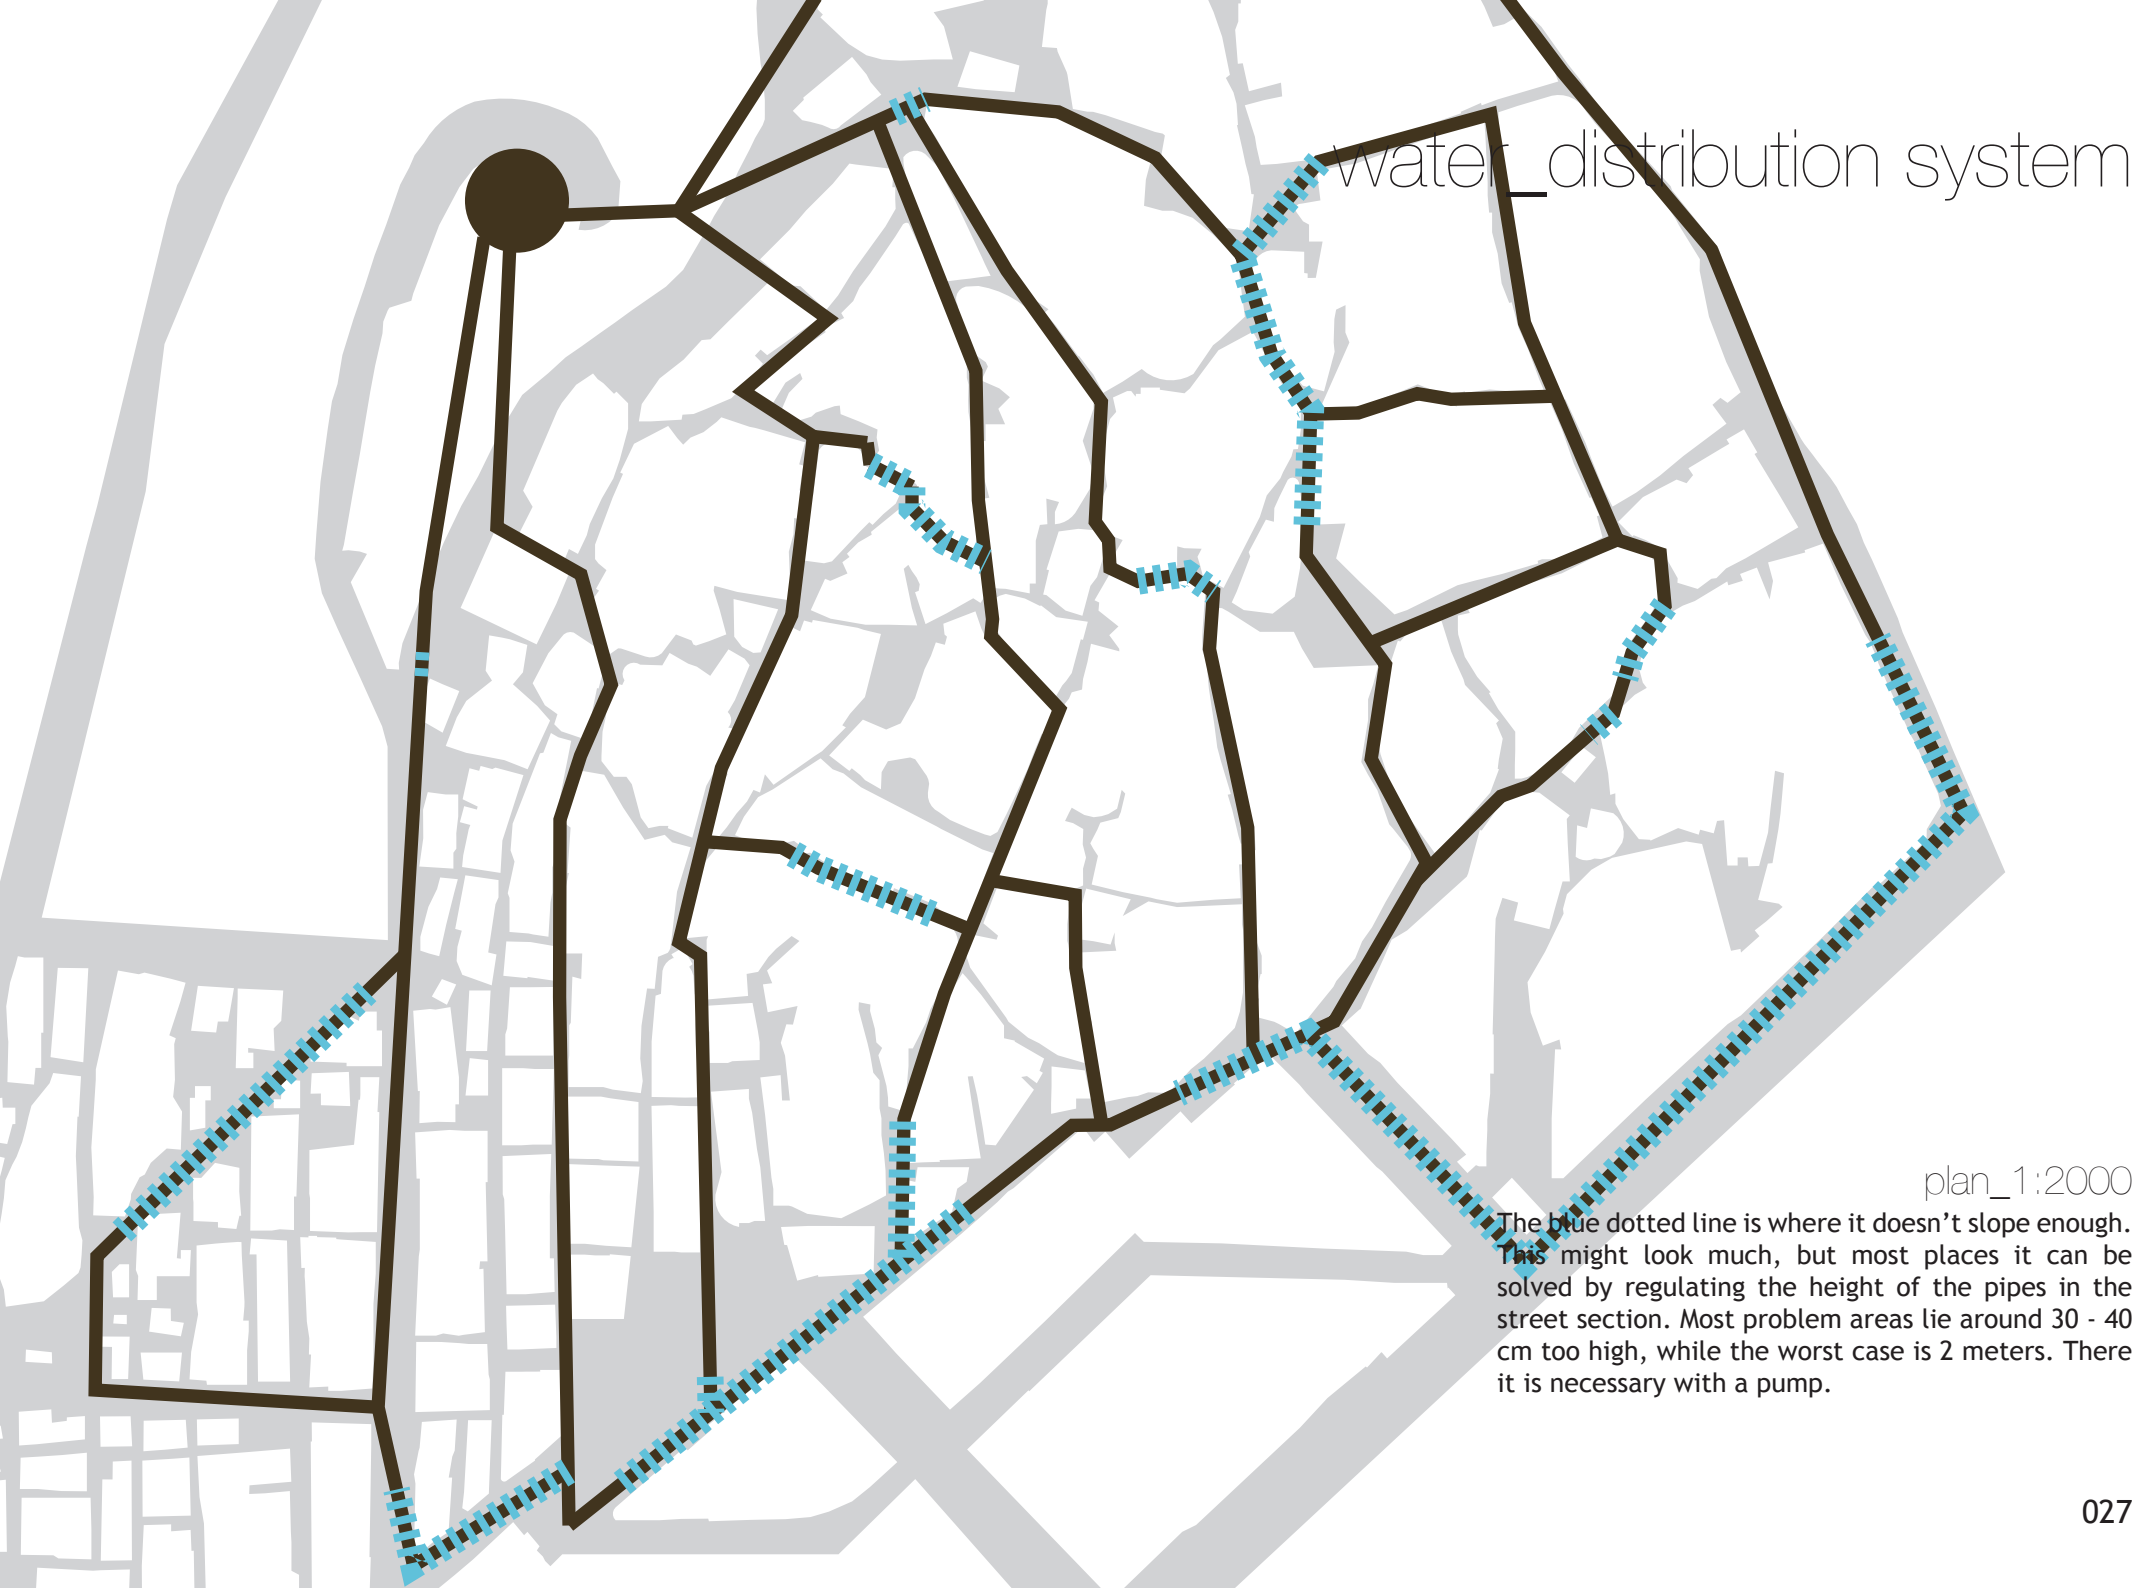 water_distribution system
plan_1:2000
The blue dotted line is where it doesn’t slope enough.
This might look much, but most places it can be
solved by regulating the height of the pipes in the
street section. Most problem areas lie around 30 - 40
cm too high, while the worst case is 2 meters. There
it is necessary with a pump.
027